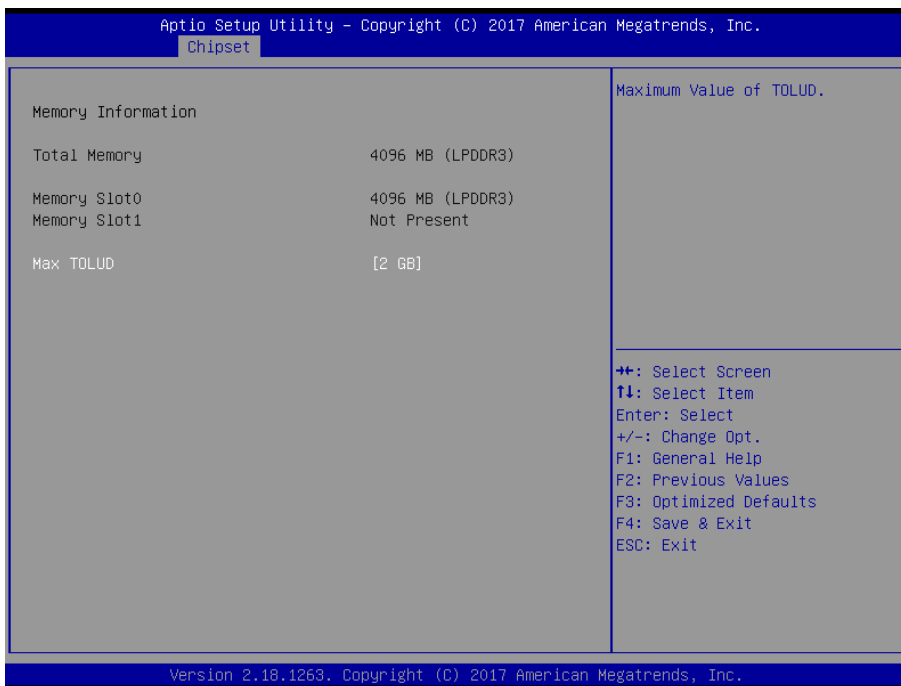 Aptio Setup Utility – Copyright (C) 2017 American Megatrends, Inc.
Chipset
Memory Information
Total Memory 4096 MB (LPDDR3)
Memory Slot0 4096 MB (LPDDR3)
Memory Slot1 Not Present
Max TOLUD [2 GB]
Maximum Value of TOLUD.
→←: Select Screen
↑↓: Select Item
Enter: Select
+/-: Change Opt.
F1: General Help
F2: Previous Values
F3: Optimized Defaults
F4: Save & Exit
ESC: Exit
Version 2.18.1263. Copyright (C) 2017 American Megatrends, Inc.